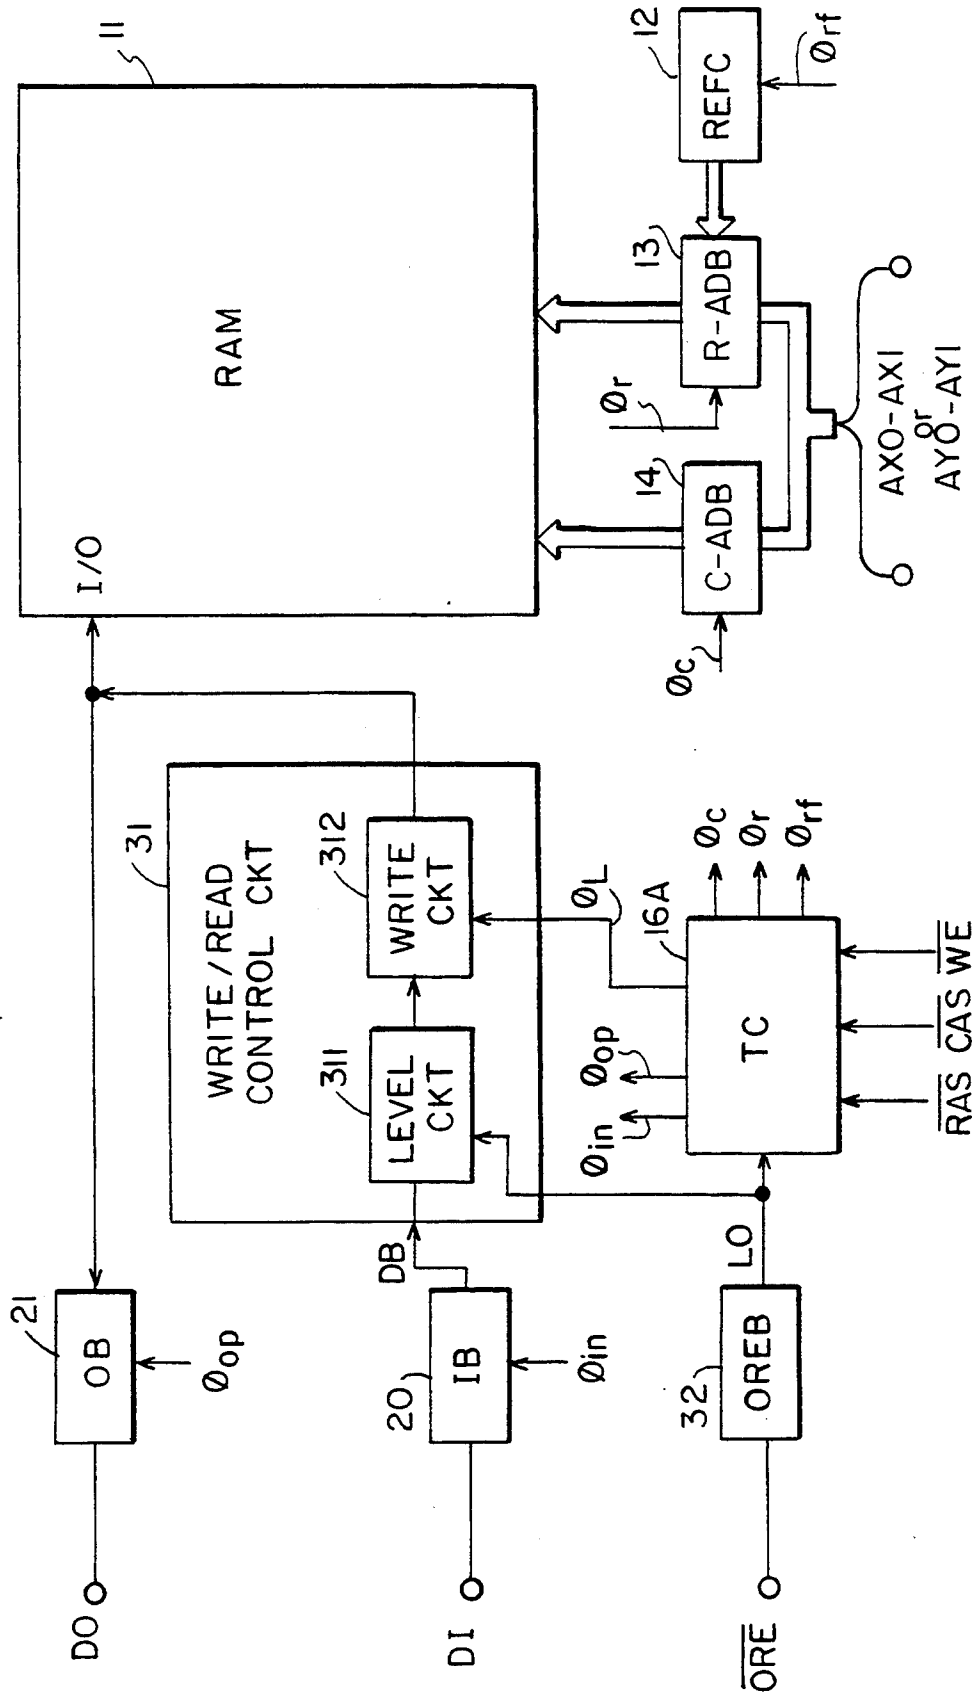 11
RAM
I/O
12
REFC
Ørf
13
R-ADB
Ør
14
C-ADB
Øc
AX0-AX1
or
AY0-AY1
31
WRITE/READ
CONTROL CKT
312
WRITE
CKT
311
LEVEL
CKT
ØL
16A
TC
Øc
Ør
Ørf
Øop
Øin
RAS CAS WE
21
OB
Øop
DO
DB
20
IB
Øin
DI
LO
32
OREB
ORE